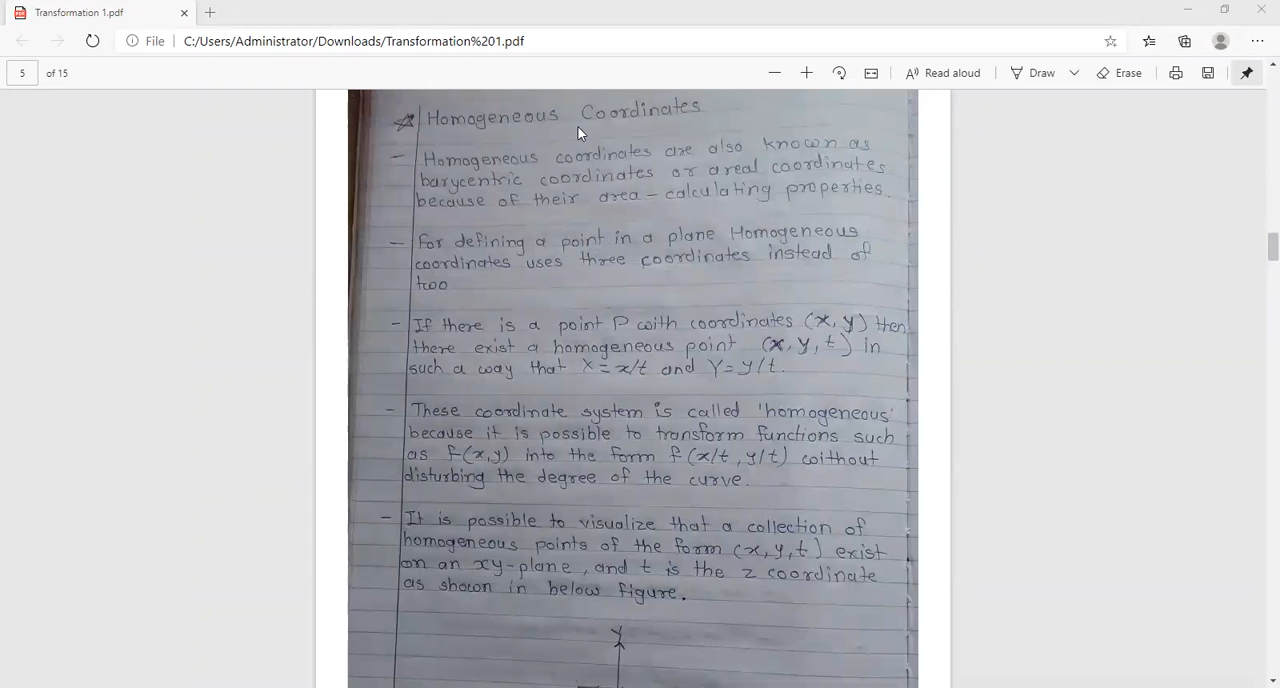 Transformation 1.pdf
File C:/Users/Administrator/Downloads/Transformation%201.pdf
5 of 15 Read aloud Draw Erase
Homogeneous Coordinates
- Homogeneous coordinates are also known as
barycentric coordinates or areal coordinates
because of their area-calculating properties.
- For defining a point in a plane Homogeneous
coordinates uses three coordinates instead of
too
- If there is a point P with coordinates (x, y) then
there exist a homogeneous point (x, y, t) in
such a way that X = x/t and Y = y/t.
- These coordinate system is called 'homogeneous'
because it is possible to transform functions such
as f(x,y) into the form f(x/t, y/t) without
disturbing the degree of the curve.
- It is possible to visualize that a collection of
homogeneous points of the form (x, y, t) exist
on an xy-plane, and t is the z coordinate
as shown in below figure.
Y